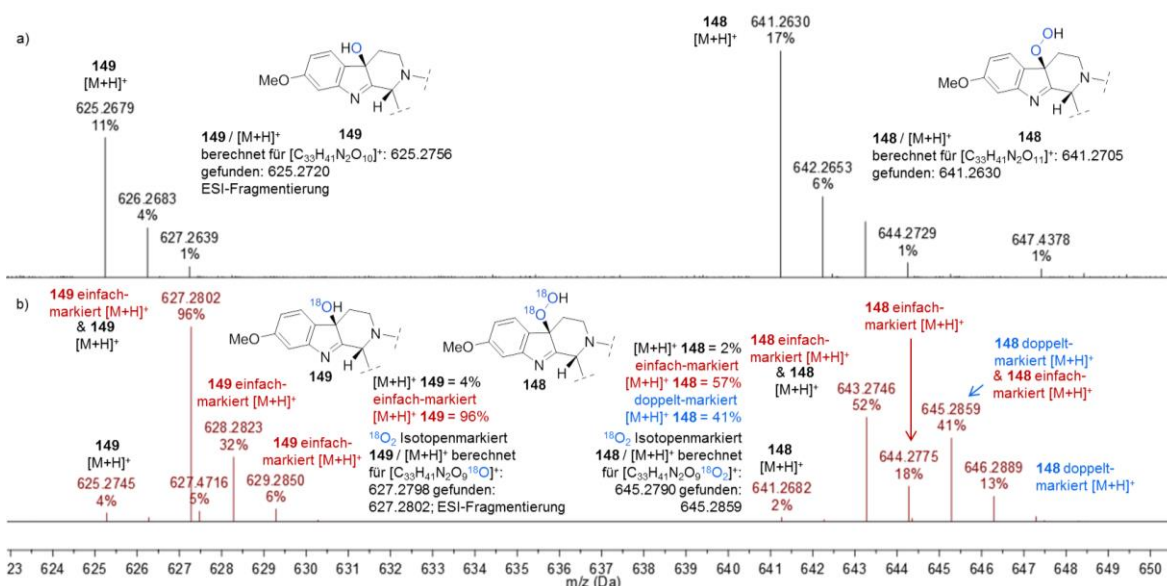 a)
149
[M+H]+
625.2679
11%
626.2683
4%
627.2639
1%
HO
MeO
N
N
H
149
149 / [M+H]+
berechnet für [C33H41N2O10]+: 625.2756
gefunden: 625.2720
ESI-Fragmentierung
148
[M+H]+
641.2630
17%
642.2653
6%
644.2729
1%
647.4378
1%
OH
O
MeO
N
N
H
148
148 / [M+H]+
berechnet für [C33H41N2O11]+: 641.2705
gefunden: 641.2630
b)
149 einfach-
markiert [M+H]+
& 149
[M+H]+
627.2802
96%
149
[M+H]+
625.2745
4%
627.4716
5%
149 einfach-
markiert [M+H]+
628.2823
32%
149 einfach-
markiert [M+H]+
629.2850
6%
18OH
MeO
N
N
H
149
[M+H]+ 149 = 4%
einfach-markiert
[M+H]+ 149 = 96%
18O2 Isotopenmarkiert
149 / [M+H]+ berechnet
für [C33H41N2O9 18O]+:
627.2798 gefunden:
627.2802; ESI-Fragmentierung
18OH
18O
MeO
N
N
H
148
[M+H]+ 148 = 2%
einfach-markiert
[M+H]+ 148 = 57%
doppelt-markiert
[M+H]+ 148 = 41%
18O2 Isotopenmarkiert
148 / [M+H]+ berechnet
für [C33H41N2O9 18O2]+:
645.2790 gefunden:
645.2859
148 einfach-
markiert [M+H]+
& 148
[M+H]+
643.2746
52%
148
[M+H]+
641.2682
2%
148 einfach-
markiert [M+H]+
644.2775
18%
148 doppelt-
markiert [M+H]+
& 148 einfach-
markiert [M+H]+
645.2859
41%
646.2889
13%
148 doppelt-
markiert [M+H]+
23 624 625 626 627 628 629 630 631 632 633 634 635 636 637 638 639 640 641 642 643 644 645 646 647 648 649 650
m/z (Da)